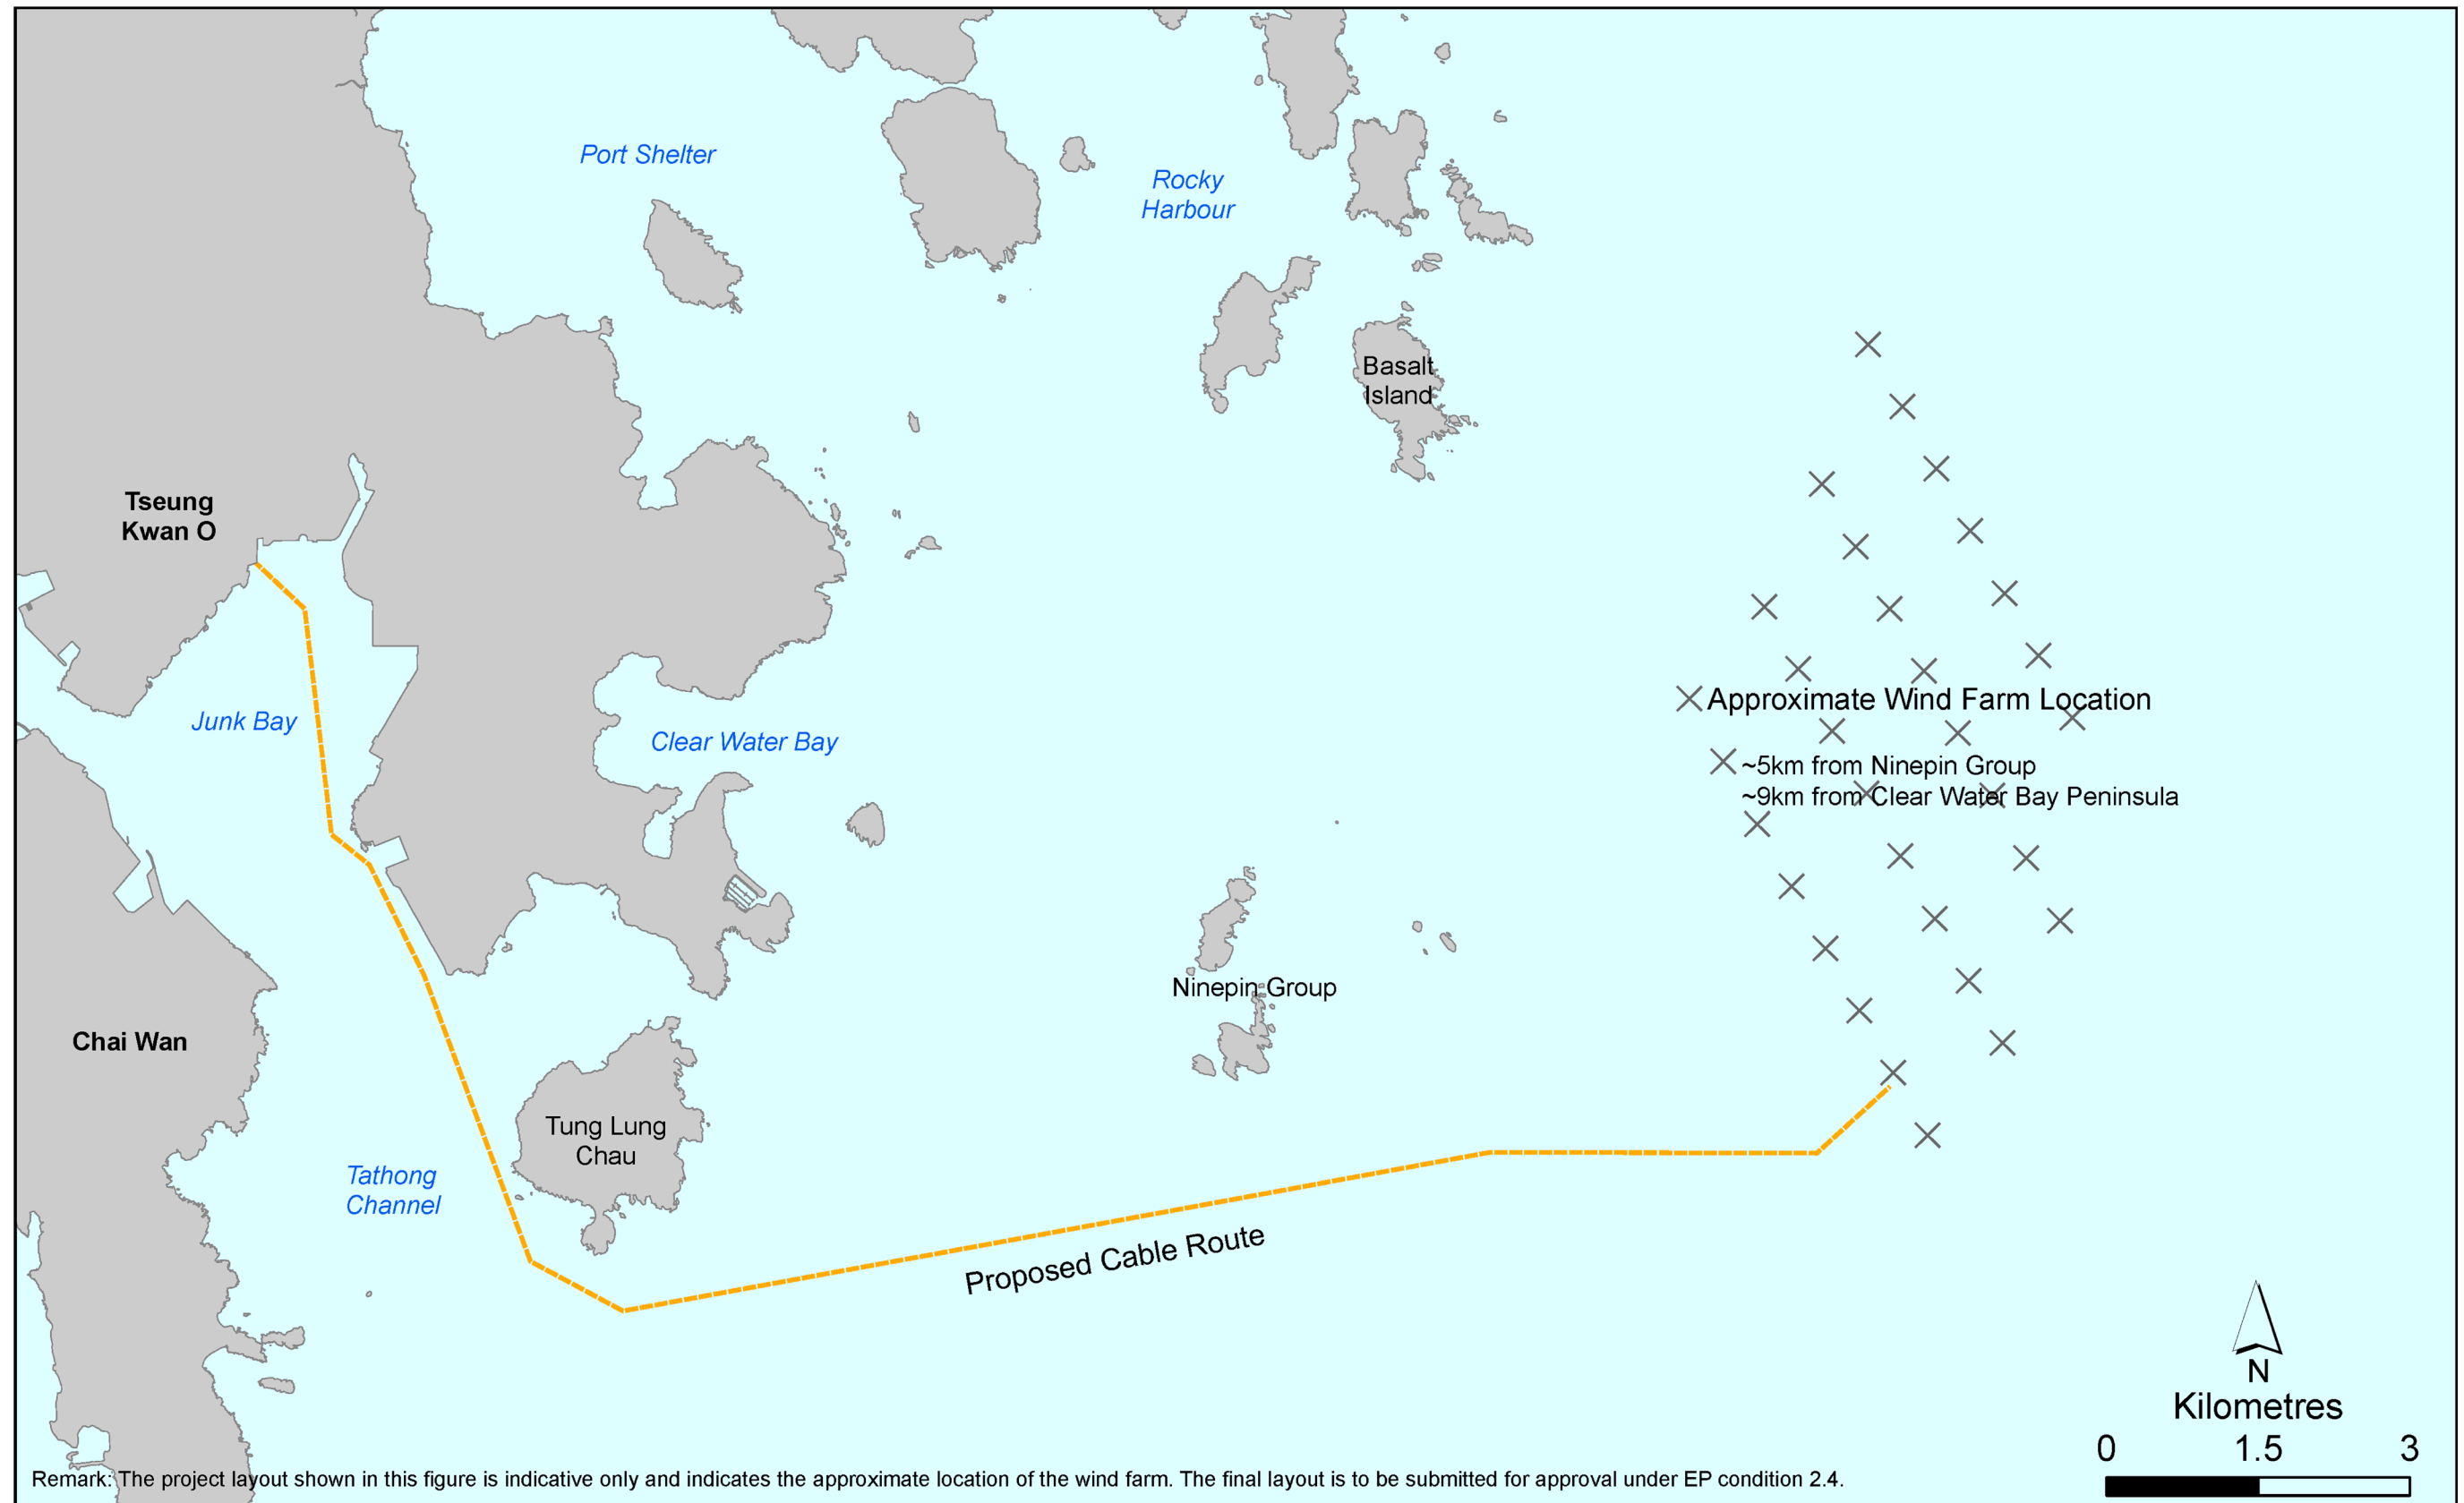 Port Shelter
Rocky
Harbour
Basalt
Island
Tseung
Kwan O
Approximate Wind Farm Location
Junk Bay
Clear Water Bay
~5km from Ninepin Group
~9km from Clear Water Bay Peninsula
Ninepin Group
Chai Wan
Tung Lung
Chau
Tathong
Channel
Proposed Cable Route
N
Kilometres
0 1.5 3
Remark: The project layout shown in this figure is indicative only and indicates the approximate location of the wind farm. The final layout is to be submitted for approval under EP condition 2.4.